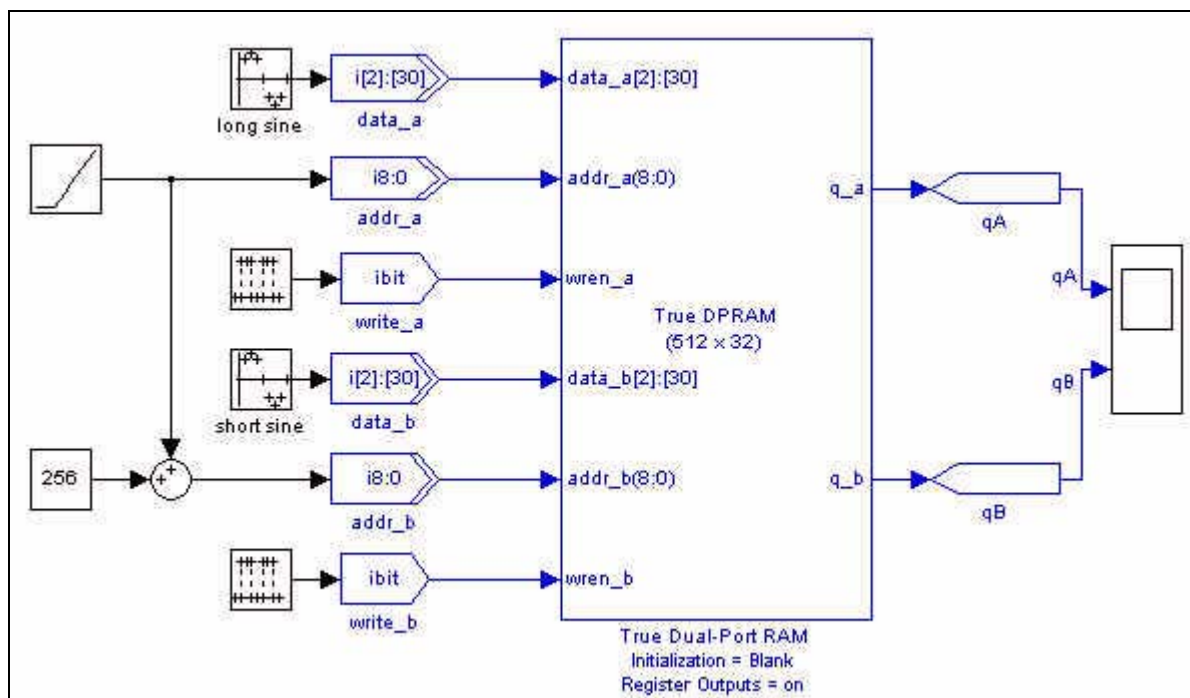 long sine
i[2]:[30]
data_a
data_a[2]:[30]
i8:0
addr_a
addr_a(8:0)
q_a
qA
qA
ibit
write_a
wren_a
True DPRAM
(512 x 32)
short sine
i[2]:[30]
data_b
data_b[2]:[30]
qB
256
i8:0
addr_b
addr_b(8:0)
q_b
qB
ibit
write_b
wren_b
True Dual-Port RAM
Initialization = Blank
Register Outputs = on